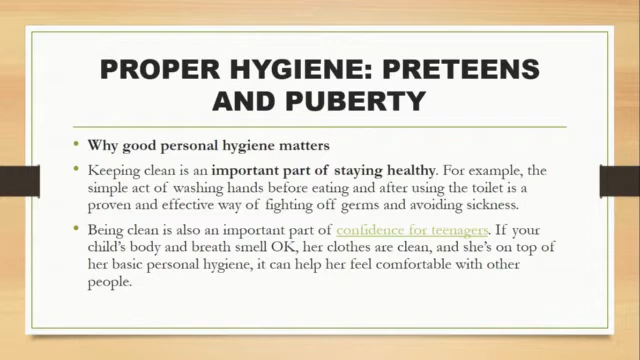 PROPER HYGIENE: PRETEENS
AND PUBERTY
• Why good personal hygiene matters
• Keeping clean is an important part of staying healthy. For example, the
simple act of washing hands before eating and after using the toilet is a
proven and effective way of fighting off germs and avoiding sickness.
• Being clean is also an important part of confidence for teenagers. If your
child's body and breath smell OK, her clothes are clean, and she's on top of
her basic personal hygiene, it can help her feel comfortable with other
people.